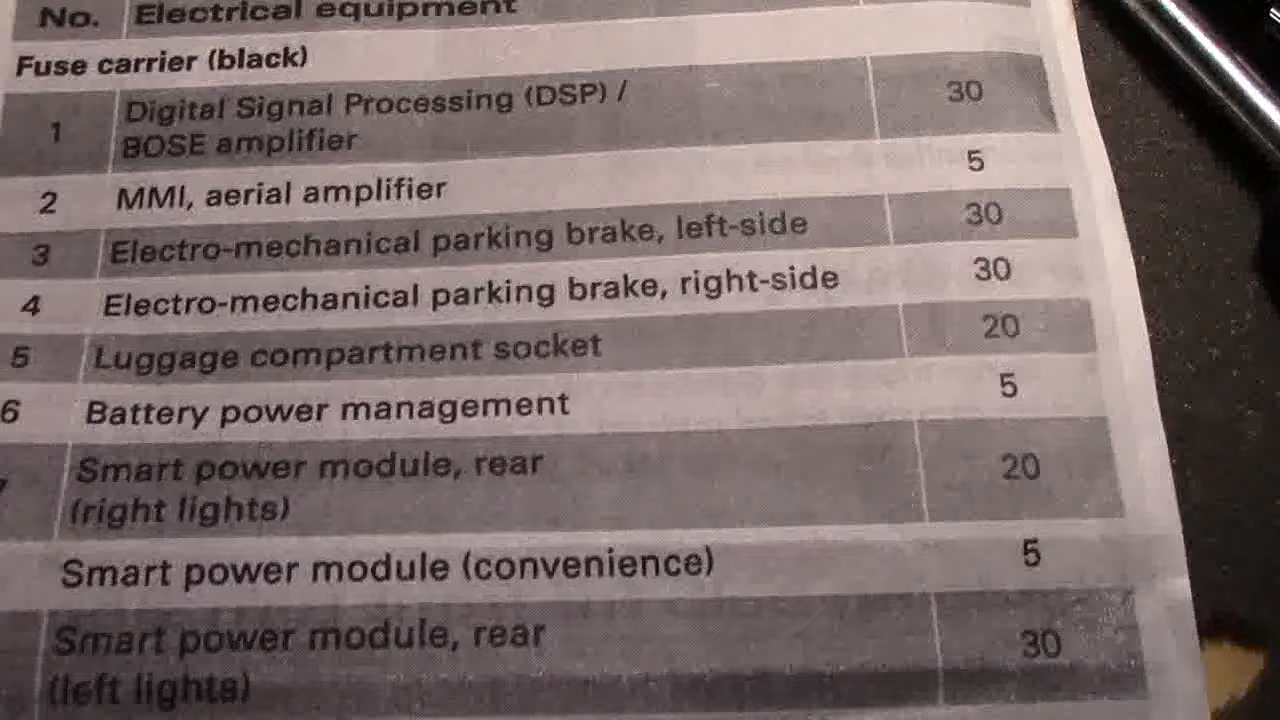 No. Electrical equipment
Fuse carrier (black)
1 Digital Signal Processing (DSP) / 30
BOSE amplifier
2 MMI, aerial amplifier 5
3 Electro-mechanical parking brake, left-side 30
4 Electro-mechanical parking brake, right-side 30
5 Luggage compartment socket 20
6 Battery power management 5
Smart power module, rear 20
(right lights)
Smart power module (convenience) 5
Smart power module, rear 30
(left lights)